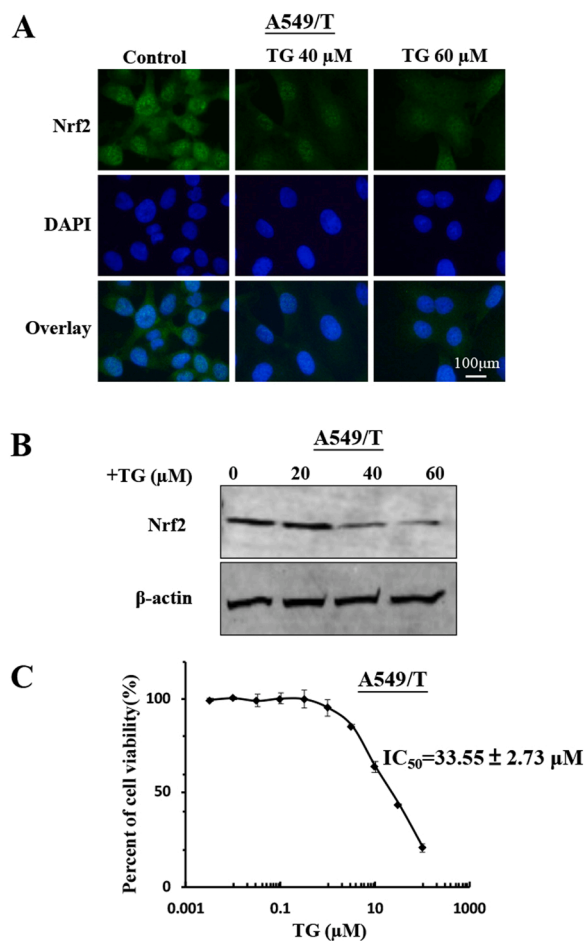 A
A549/T
Control TG 40 µM TG 60 µM
Nrf2
DAPI
Overlay
100µm
B
A549/T
+TG (µM) 0 20 40 60
Nrf2
β-actin
C
A549/T
Percent of cell viability(%)
100
50
0
IC50=33.55 ± 2.73 µM
0.001 0.1 10 1000
TG (µM)